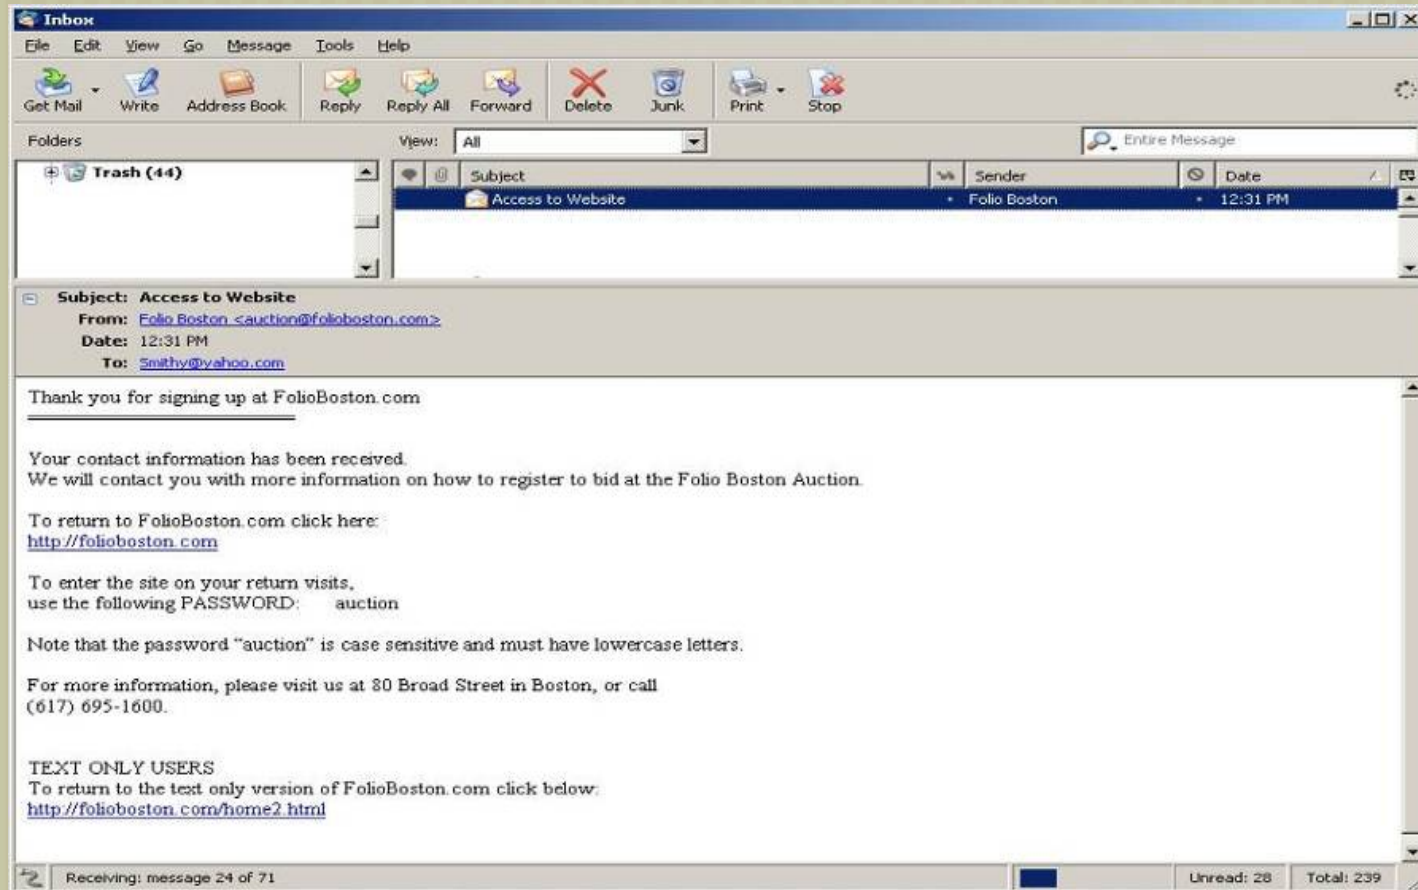 Inbox
File Edit View Go Message Tools Help
Get Mail Write Address Book Reply Reply All Forward Delete Junk Print Stop
Folders View: All Entire Message
Trash (44) Subject Sender Date
Access to Website Folio Boston 12:31 PM
Subject: Access to Website
From: Folio Boston <auction@folioboston.com>
Date: 12:31 PM
To: Smithy@yahoo.com
Thank you for signing up at FolioBoston.com
Your contact information has been received.
We will contact you with more information on how to register to bid at the Folio Boston Auction.
To return to FolioBoston.com click here:
http://folioboston.com
To enter the site on your return visits,
use the following PASSWORD: auction
Note that the password "auction" is case sensitive and must have lowercase letters.
For more information, please visit us at 80 Broad Street in Boston, or call
(617) 695-1600.
TEXT ONLY USERS
To return to the text only version of FolioBoston.com click below:
http://folioboston.com/home2.html
Receiving: message 24 of 71 Unread: 28 Total: 239